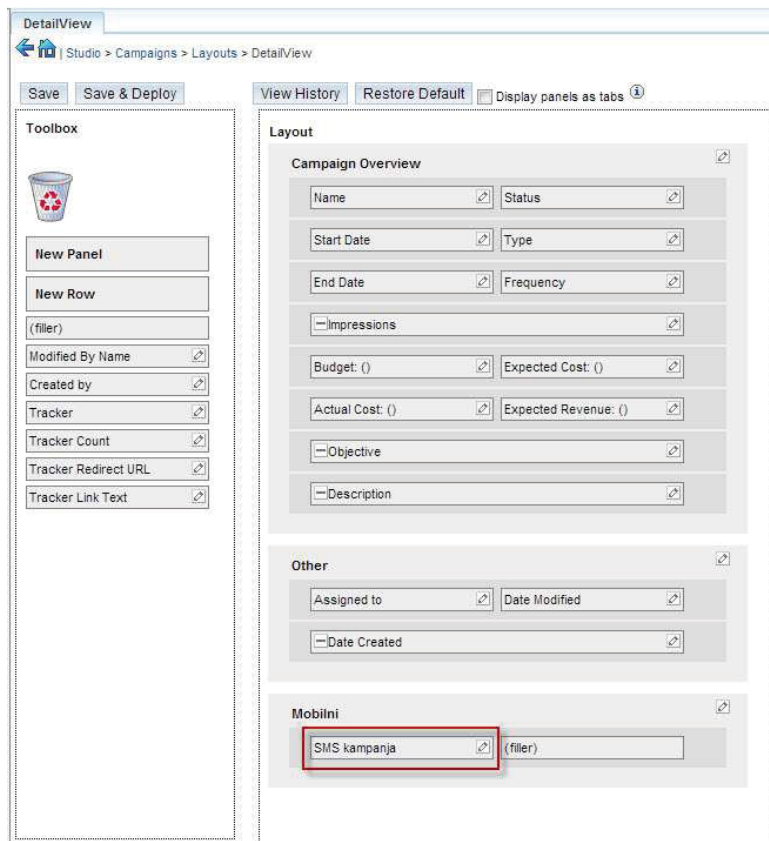 DetailView
| Studio > Campaigns > Layouts > DetailView
Save Save & Deploy View History Restore Default Display panels as tabs
Toolbox
New Panel
New Row
(filler)
Modified By Name
Created by
Tracker
Tracker Count
Tracker Redirect URL
Tracker Link Text
Layout
Campaign Overview
Name Status
Start Date Type
End Date Frequency
Impressions
Budget: () Expected Cost: ()
Actual Cost: () Expected Revenue: ()
Objective
Description
Other
Assigned to Date Modified
Date Created
Mobilni
SMS kampanja (filler)